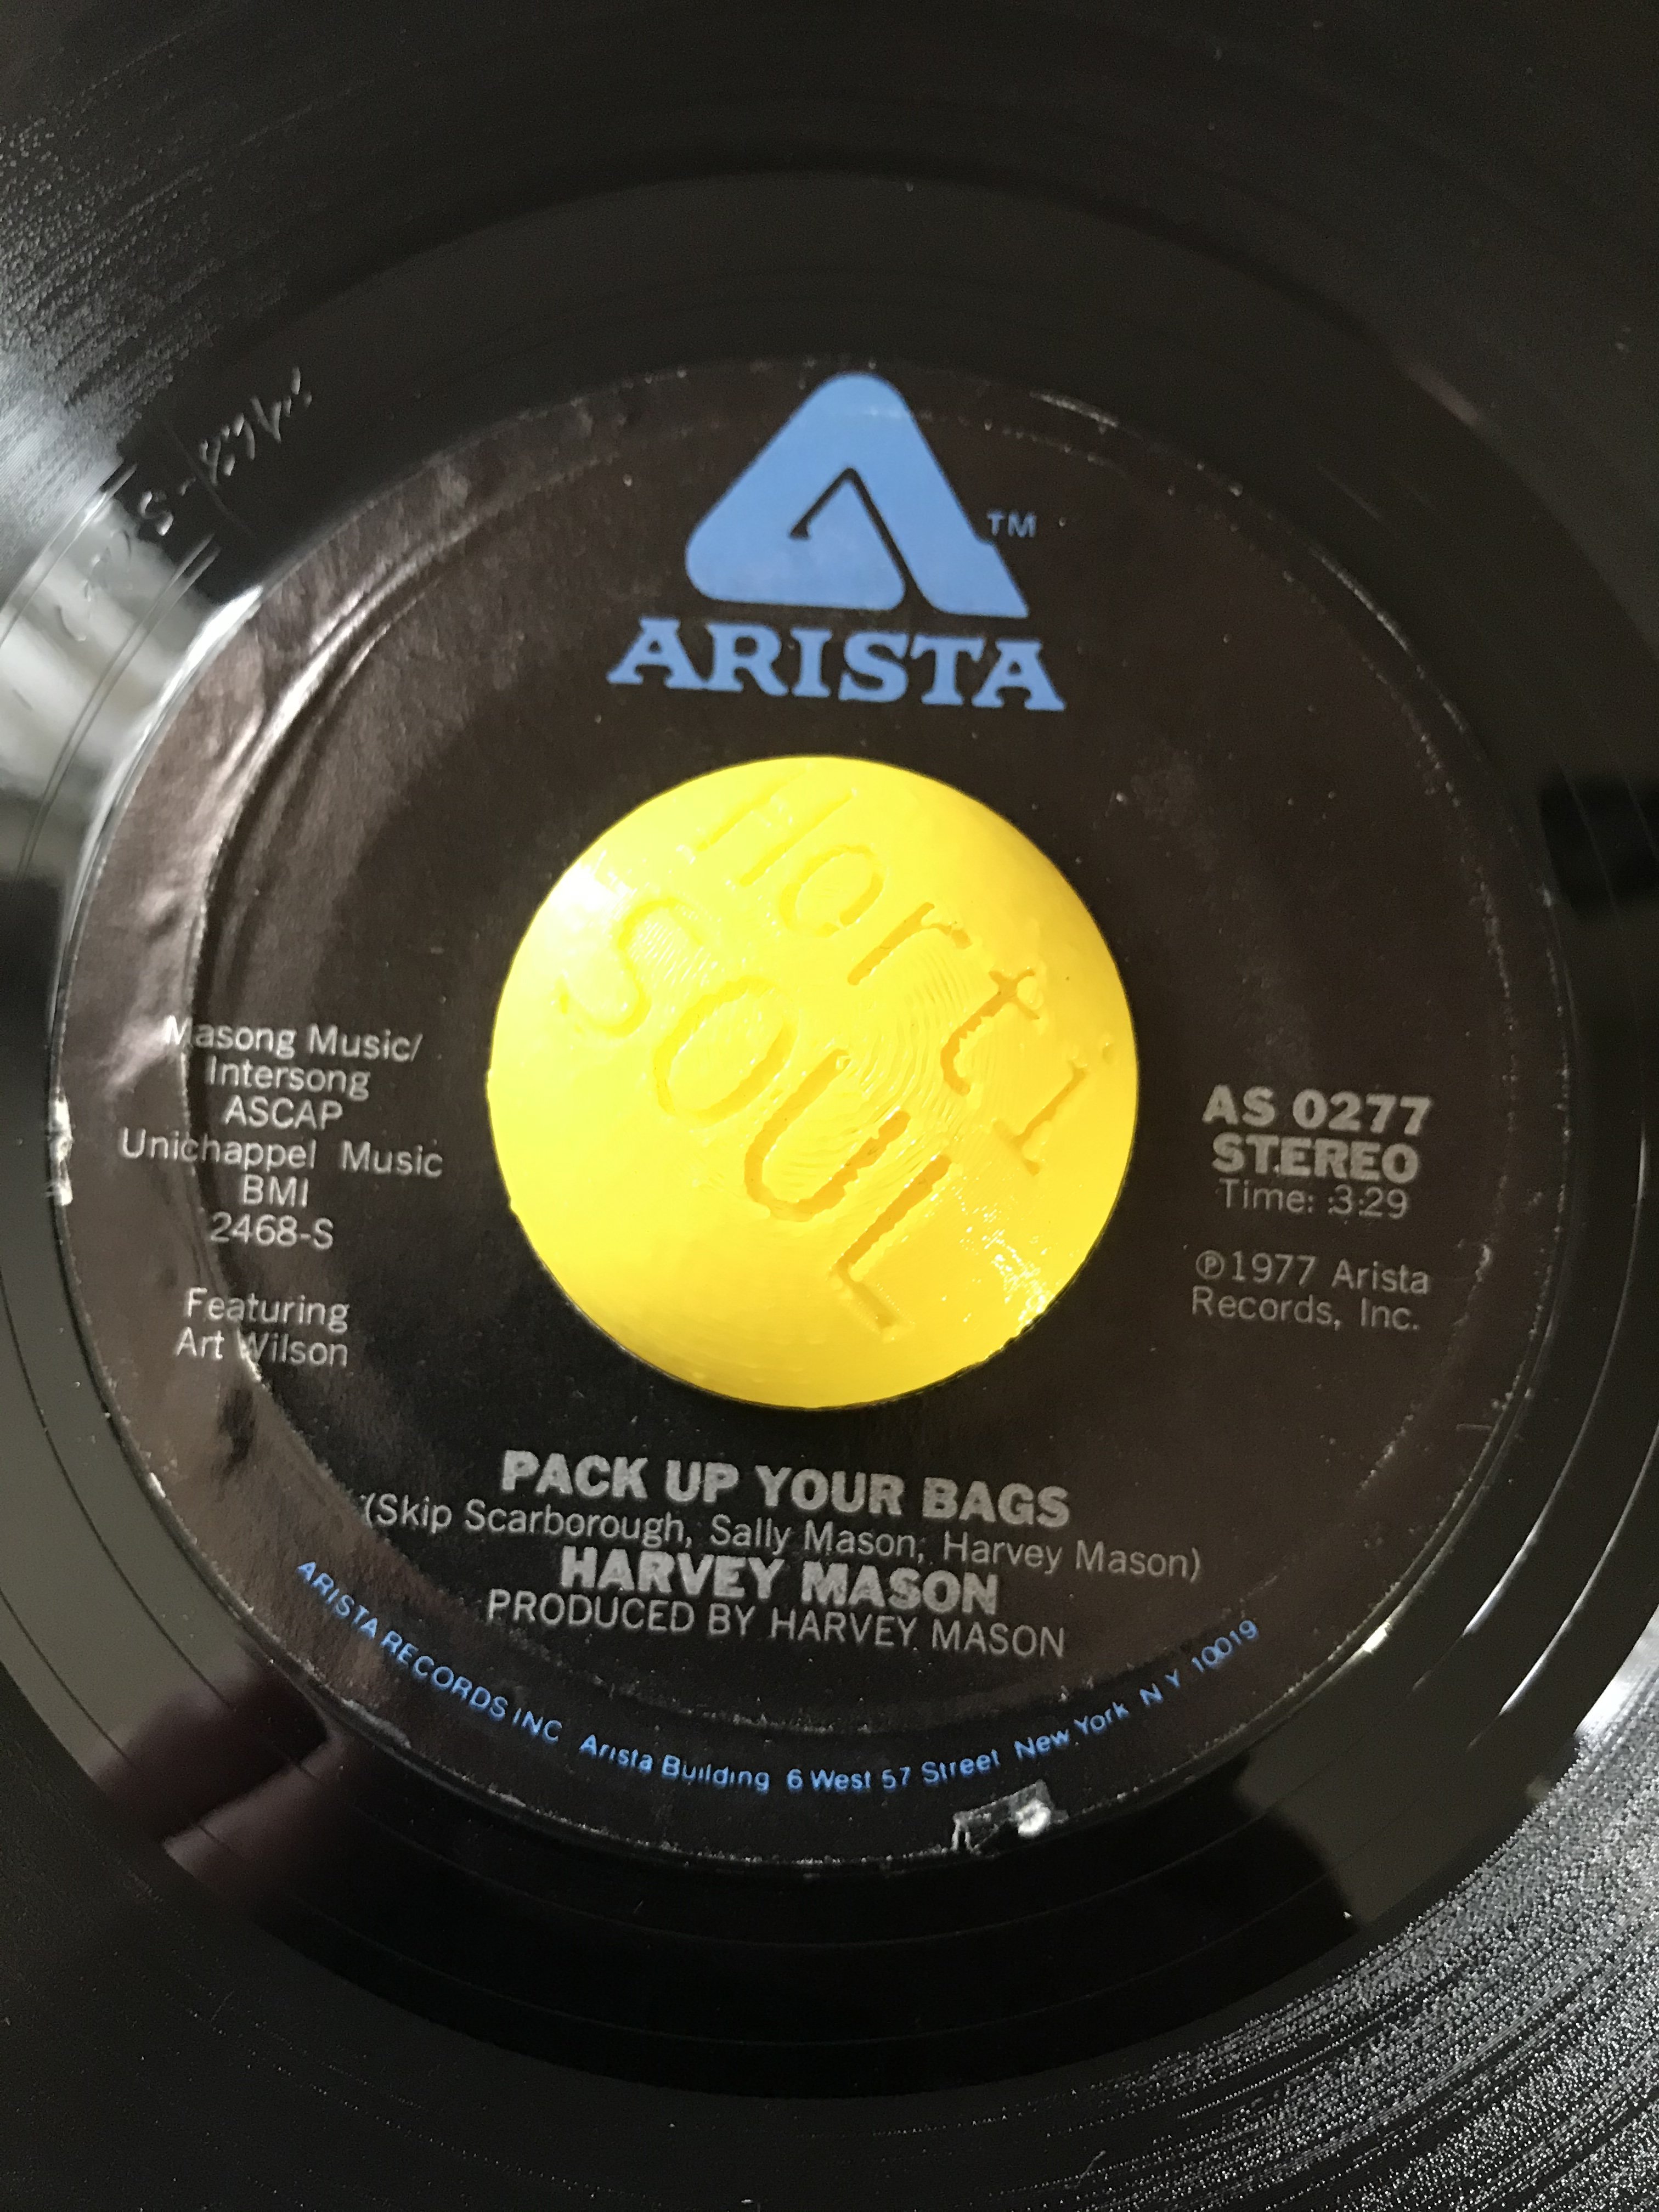 TM
ARISTA
Hort1
SOUL
Masong Music/
Intersong
ASCAP
Unichappel Music
BMI
2468-S
Featuring
Art Wilson
AS 0277
STEREO
Time: 3:29
℗1977 Arista
Records, Inc.
PACK UP YOUR BAGS
(Skip Scarborough, Sally Mason, Harvey Mason)
HARVEY MASON
PRODUCED BY HARVEY MASON
ARISTA RECORDS INC Arista Building 6 West 57 Street New York N Y 10019